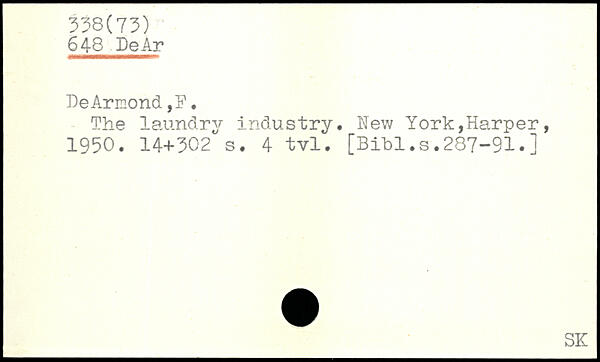 338(73)
648 DeAr
DeArmond,F.
The laundry industry. New York,Harper,
1950. 14+302 s. 4 tvl. [Bibl.s.287-91.]
SK